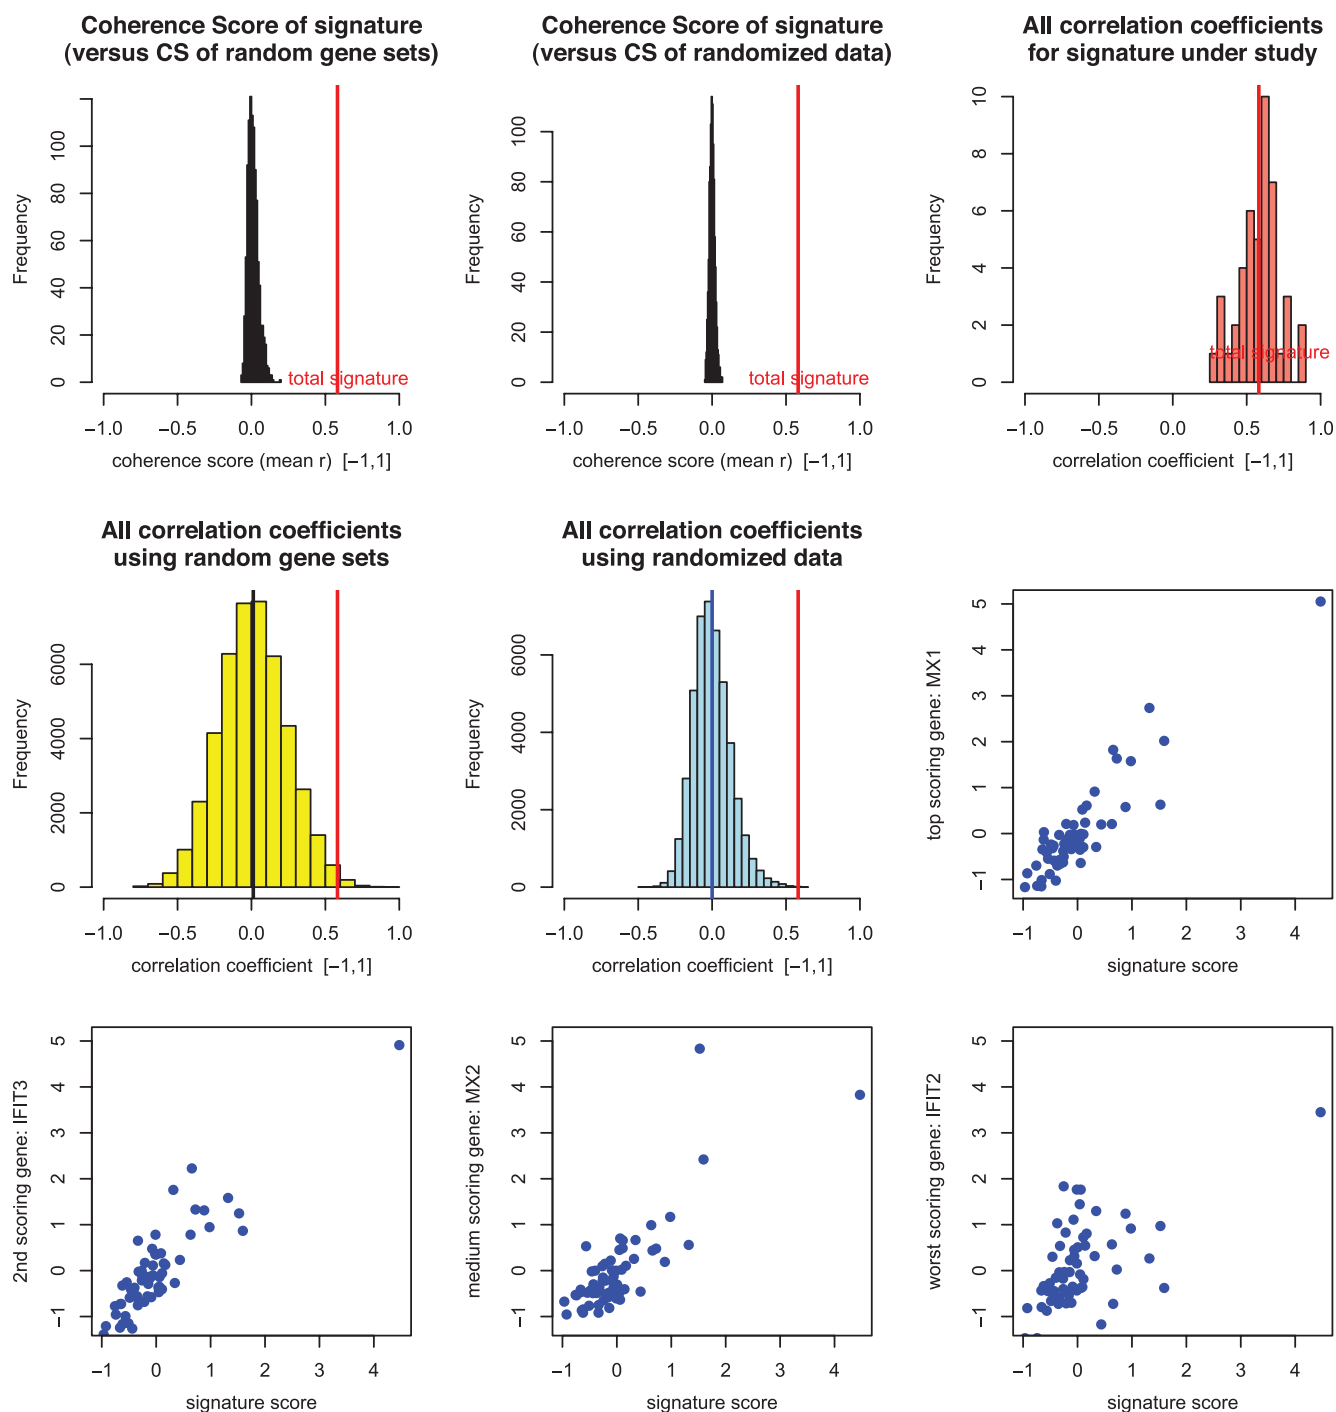 Coherence Score of signature
(versus CS of random gene sets)
Frequency
0 20 40 60 80 100
total signature
−1.0 −0.5 0.0 0.5 1.0
coherence score (mean r) [−1,1]
Coherence Score of signature
(versus CS of randomized data)
Frequency
0 20 40 60 80 100
total signature
−1.0 −0.5 0.0 0.5 1.0
coherence score (mean r) [−1,1]
All correlation coefficients
for signature under study
Frequency
0 2 4 6 8 10
total signature
−1.0 −0.5 0.0 0.5 1.0
correlation coefficient [−1,1]
All correlation coefficients
using random gene sets
Frequency
0 2000 4000 6000
−1.0 −0.5 0.0 0.5 1.0
correlation coefficient [−1,1]
All correlation coefficients
using randomized data
Frequency
0 2000 4000 6000
−1.0 −0.5 0.0 0.5 1.0
correlation coefficient [−1,1]
top scoring gene: MX1
−1 0 1 2 3 4 5
−1 0 1 2 3 4
signature score
2nd scoring gene: IFIT3
−1 0 1 2 3 4 5
−1 0 1 2 3 4
signature score
medium scoring gene: MX2
−1 0 1 2 3 4 5
−1 0 1 2 3 4
signature score
worst scoring gene: IFIT2
−1 0 1 2 3 4 5
−1 0 1 2 3 4
signature score